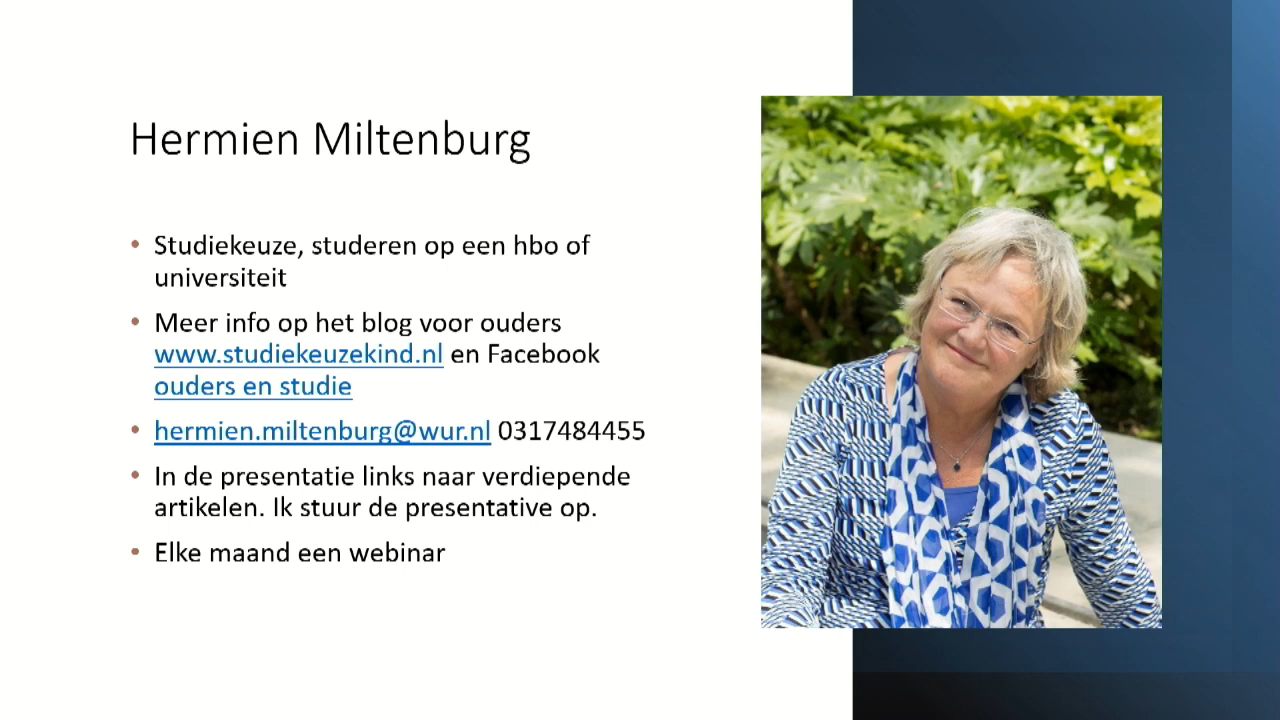 Hermien Miltenburg
• Studiekeuze, studeren op een hbo of
universiteit
• Meer info op het blog voor ouders
www.studiekeuzekind.nl en Facebook
ouders en studie
• hermien.miltenburg@wur.nl 0317484455
• In de presentatie links naar verdiepende
artikelen. Ik stuur de presentative op.
• Elke maand een webinar